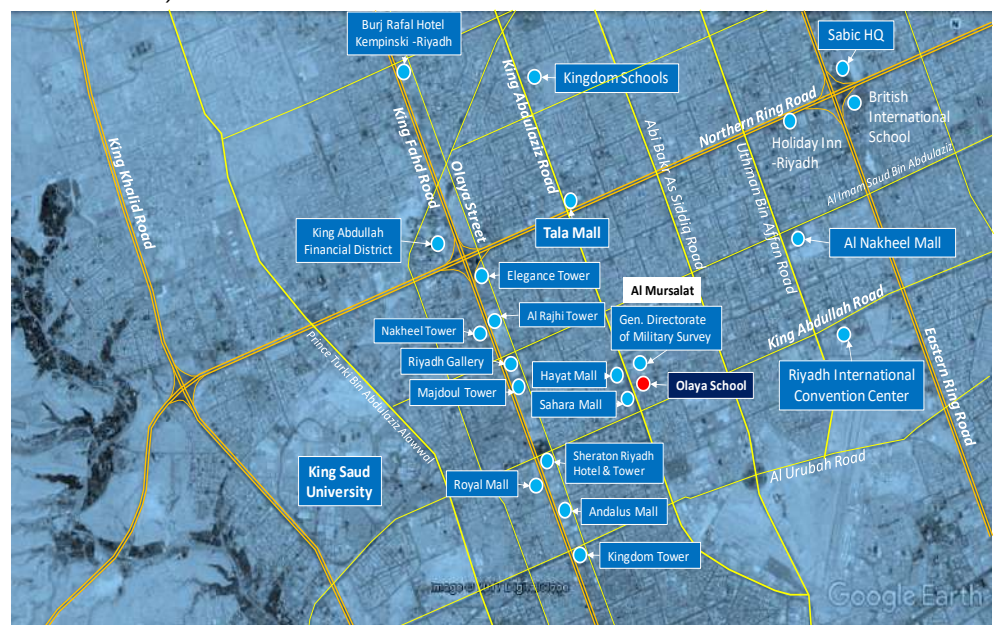 Burj Rafal Hotel
Kempinski -Riyadh
Sabic HQ
Kingdom Schools
British
International
School
Holiday Inn
-Riyadh
Northern Ring Road
King Abdulaziz Road
King Fahd Road
Olaya Street
King Khalid Road
Abi Bakr As Siddiq Road
Uthman Bin Affan Road
Al Imam Saud Bin Abdulaziz
King Abdullah
Financial District
Tala Mall
Al Nakheel Mall
Elegance Tower
Al Mursalat
Al Rajhi Tower
Gen. Directorate
of Military Survey
King Abdullah Road
Nakheel Tower
Prince Turki Bin Abdulaziz Alawwal
Riyadh Gallery
Hayat Mall
Olaya School
Riyadh International
Convention Center
Eastern Ring Road
Majdoul Tower
Sahara Mall
King Saud
University
Sheraton Riyadh
Hotel & Tower
Al Urubah Road
Royal Mall
Andalus Mall
Kingdom Tower
Google Earth